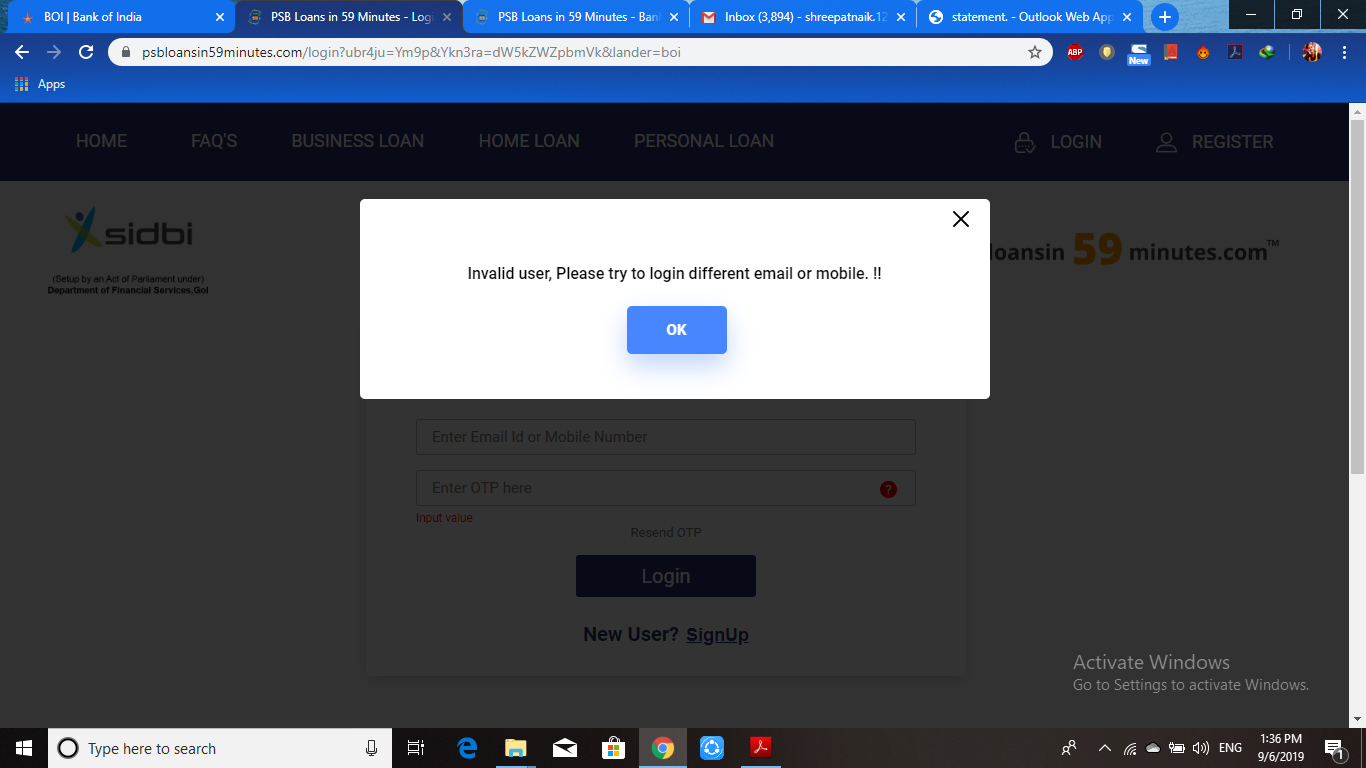 BOI | Bank of India
PSB Loans in 59 Minutes - Logi
PSB Loans in 59 Minutes - Ban
Inbox (3,894) - shreepatnaik.12
statement. - Outlook Web App
psbloansin59minutes.com/login?ubr4ju=Ym9p&Ykn3ra=dW5kZWZpbmVk&lander=boi
ABP
New
Apps
HOME
FAQ'S
BUSINESS LOAN
HOME LOAN
PERSONAL LOAN
LOGIN
REGISTER
sidbi
(Setup by an Act of Parliament under)
Department of Financial Services,GoI
loansin 59 minutes.com™
Invalid user, Please try to login different email or mobile. !!
OK
Enter Email Id or Mobile Number
Enter OTP here
?
Input value
Resend OTP
Login
New User? SignUp
Activate Windows
Go to Settings to activate Windows.
Type here to search
ENG
1:36 PM
9/6/2019
1